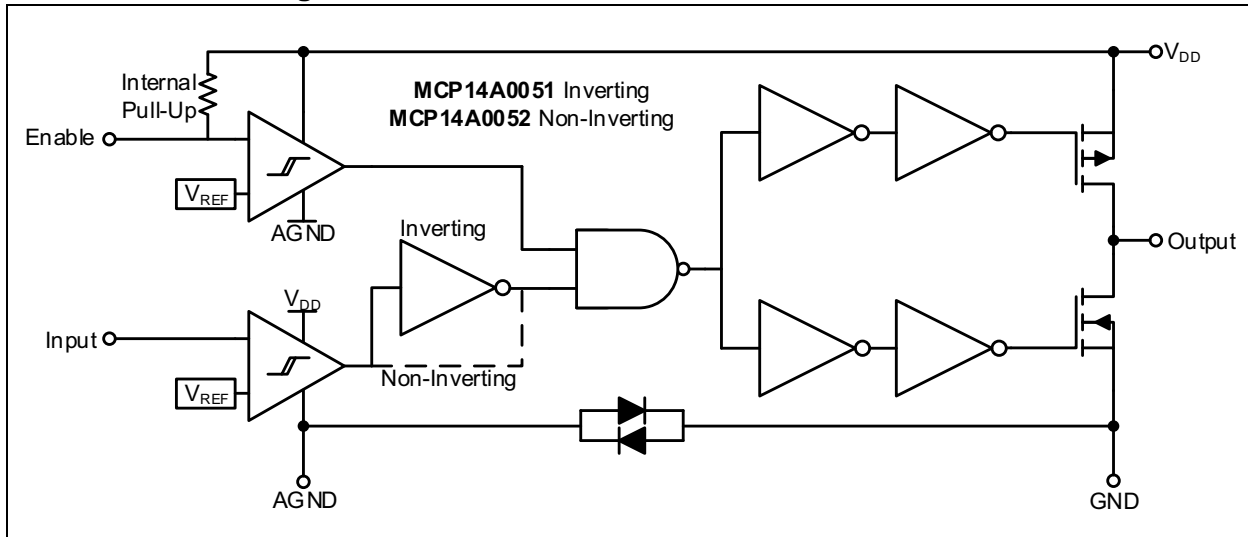 V_DD
Internal
Pull-Up
MCP14A0051 Inverting
MCP14A0052 Non-Inverting
Enable
V_REF
AGND
Inverting
Output
V_DD
Input
Non-Inverting
V_REF
AGND
GND